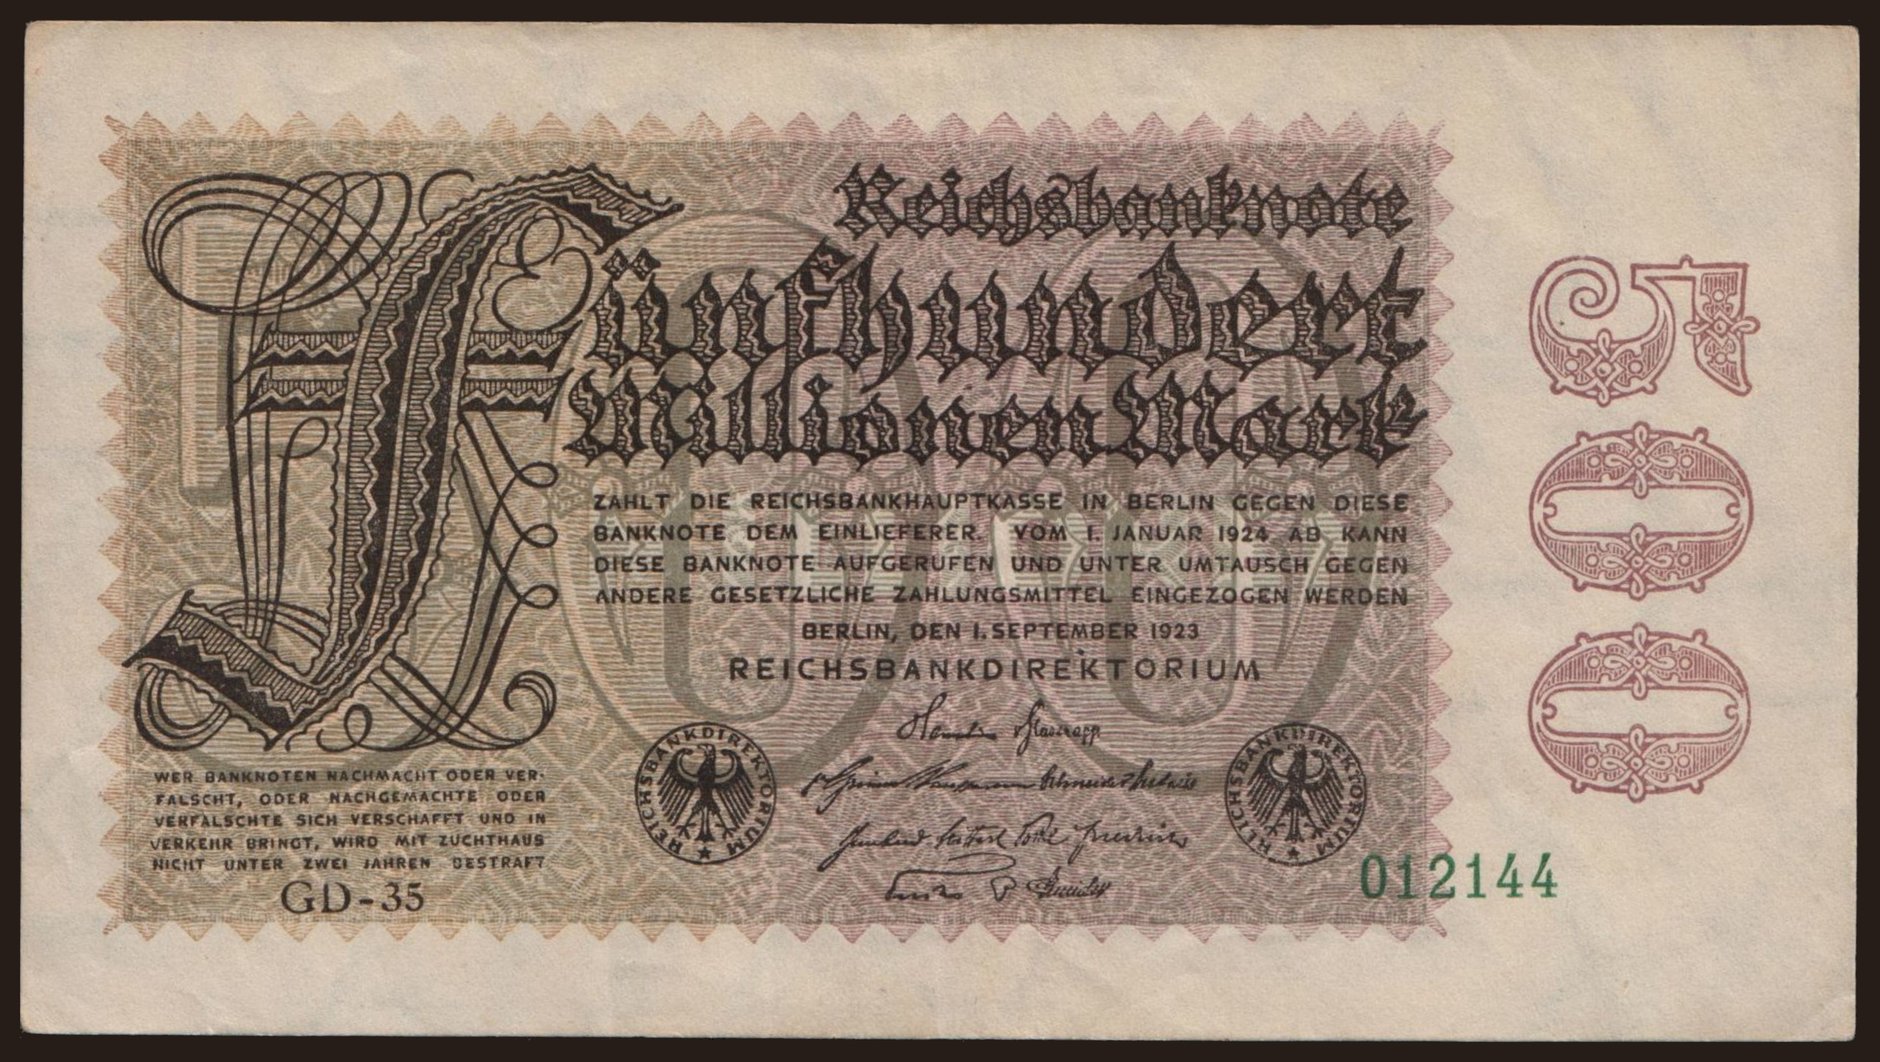 Reichsbanknote
Fünfhundert
Millionen Mark
ZAHLT DIE REICHSBANKHAUPTKASSE IN BERLIN GEGEN DIESE
BANKNOTE DEM EINLIEFERER. VOM 1. JANUAR 1924 AB KANN
DIESE BANKNOTE AUFGERUFEN UND UNTER UMTAUSCH GEGEN
ANDERE GESETZLICHE ZAHLUNGSMITTEL EINGEZOGEN WERDEN
BERLIN, DEN 1. SEPTEMBER 1923
REICHSBANKDIREKTORIUM
REICHSBANKDIREKTORIUM
REICHSBANKDIREKTORIUM
WER BANKNOTEN NACHMACHT ODER VER-
FALSCHT, ODER NACHGEMACHTE ODER
VERFALSCHTE SICH VERSCHAFFT UND IN
VERKEHR BRINGT, WIRD MIT ZUCHTHAUS
NICHT UNTER ZWEI JAHREN BESTRAFT
GD-35
012144
500